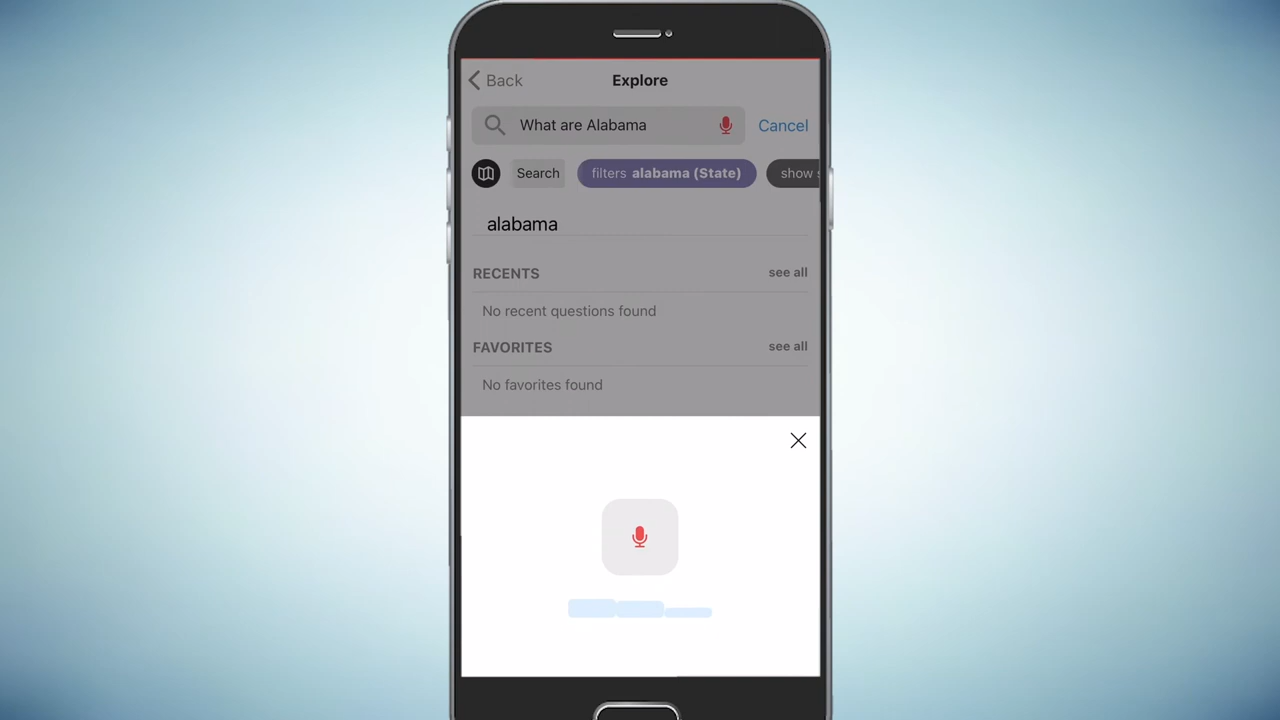 Back Explore
What are Alabama Cancel
Search filters alabama (State) show
alabama
RECENTS see all
No recent questions found
FAVORITES see all
No favorites found